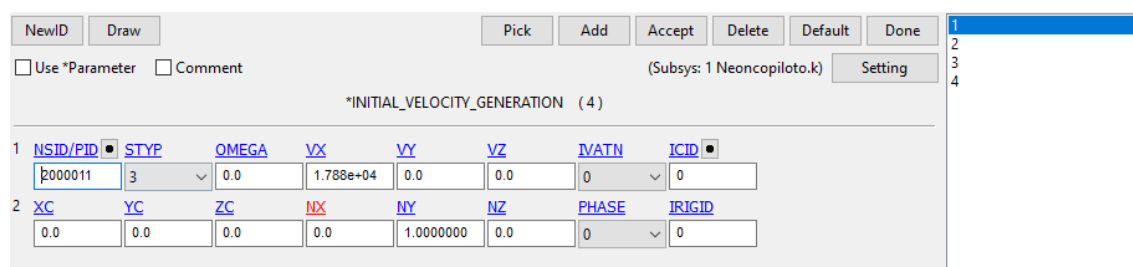 NewID Draw Pick Add Accept Delete Default Done
Use *Parameter Comment (Subsys: 1 Neoncopiloto.k) Setting
*INITIAL_VELOCITY_GENERATION (4)
1 NSID/PID STYP OMEGA VX VY VZ IVATN ICID
2000011 3 0.0 1.788e+04 0.0 0.0 0 0
2 XC YC ZC NX NY NZ PHASE IRIGID
0.0 0.0 0.0 0.0 1.0000000 0.0 0 0
1
2
3
4